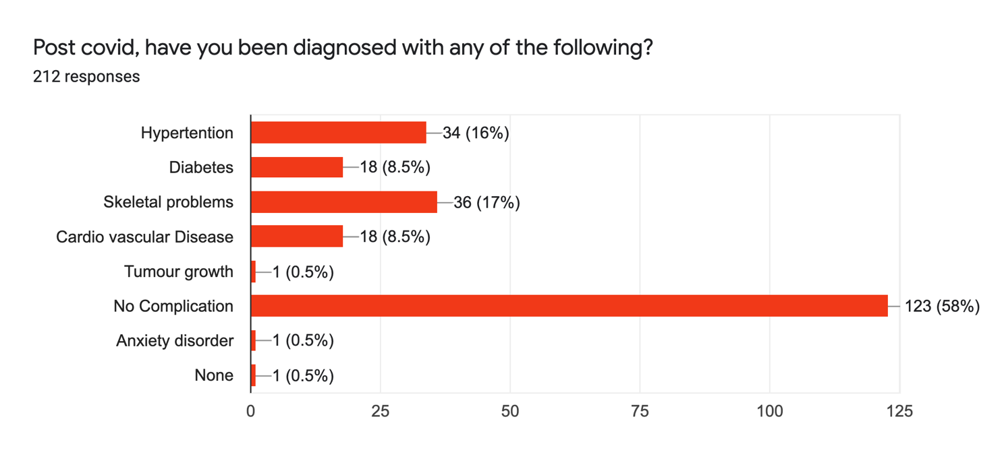 Post covid, have you been diagnosed with any of the following?
212 responses
Hypertention 34 (16%)
Diabetes 18 (8.5%)
Skeletal problems 36 (17%)
Cardio vascular Disease 18 (8.5%)
Tumour growth 1 (0.5%)
No Complication 123 (58%)
Anxiety disorder 1 (0.5%)
None 1 (0.5%)
0 25 50 75 100 125